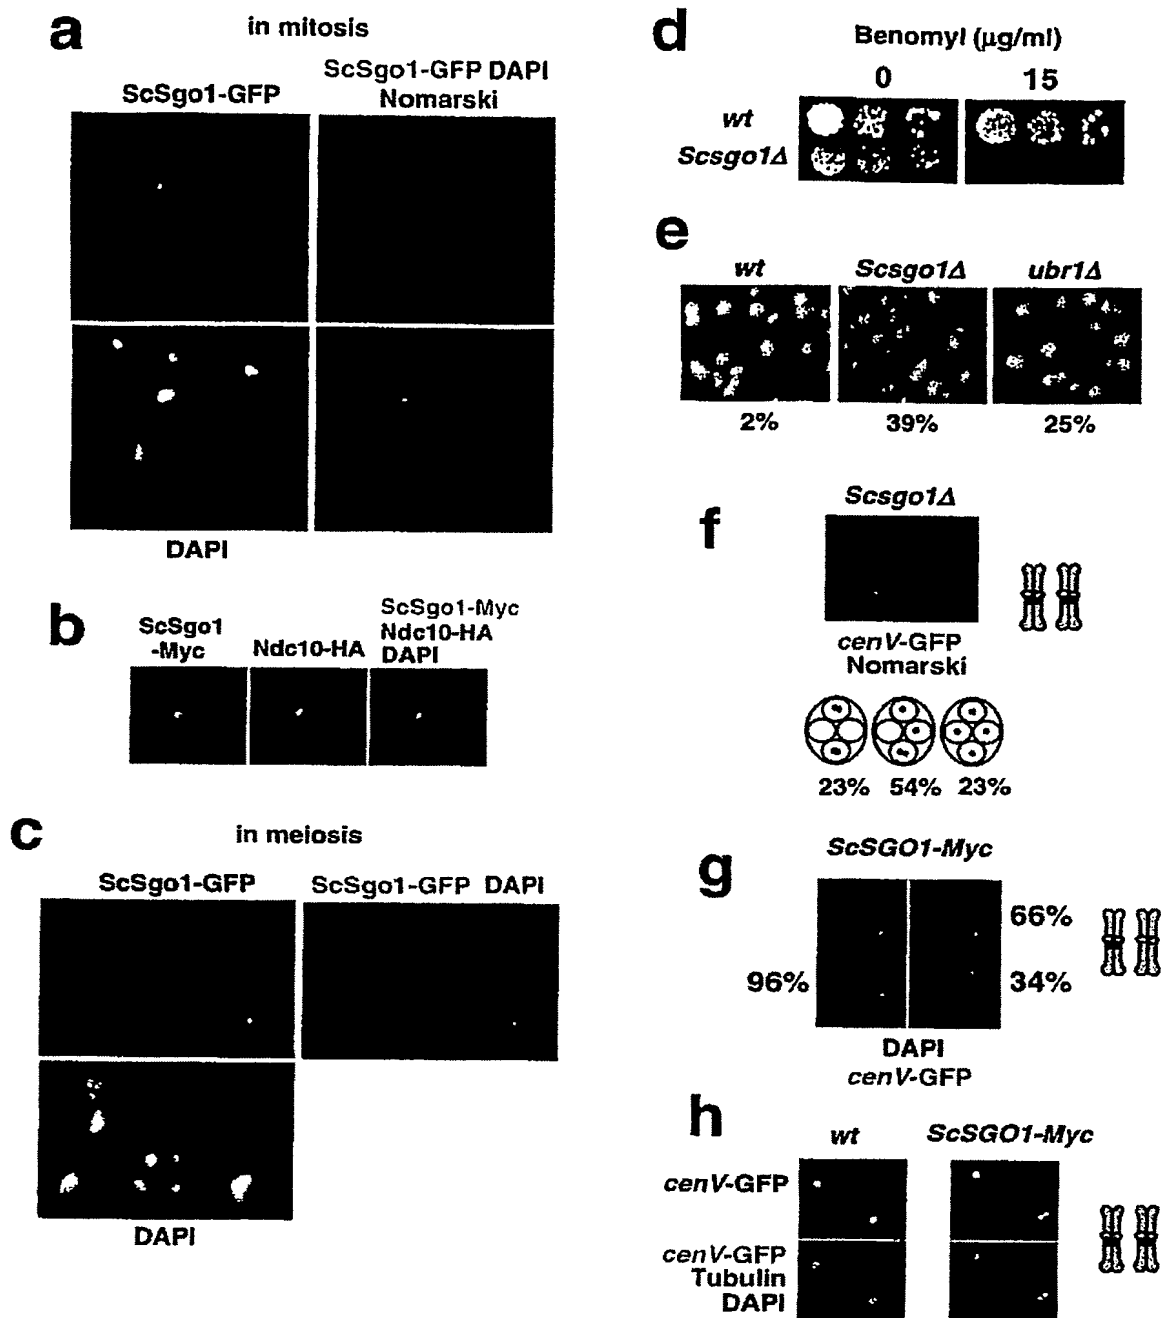 a
in mitosis
ScSgo1-GFP
ScSgo1-GFP DAPI
Nomarski
DAPI
b
ScSgo1
-Myc
Ndc10-HA
ScSgo1-Myc
Ndc10-HA
DAPI
c
in meiosis
ScSgo1-GFP
ScSgo1-GFP DAPI
DAPI
d
Benomyl (μg/ml)
0 15
wt
Scsgo1Δ
e
wt Scsgo1Δ ubr1Δ
2% 39% 25%
f
Scsgo1Δ
cenV-GFP
Nomarski
23% 54% 23%
g
ScSGO1-Myc
66%
96% 34%
DAPI
cenV-GFP
h
wt ScSGO1-Myc
cenV-GFP
cenV-GFP
Tubulin
DAPI